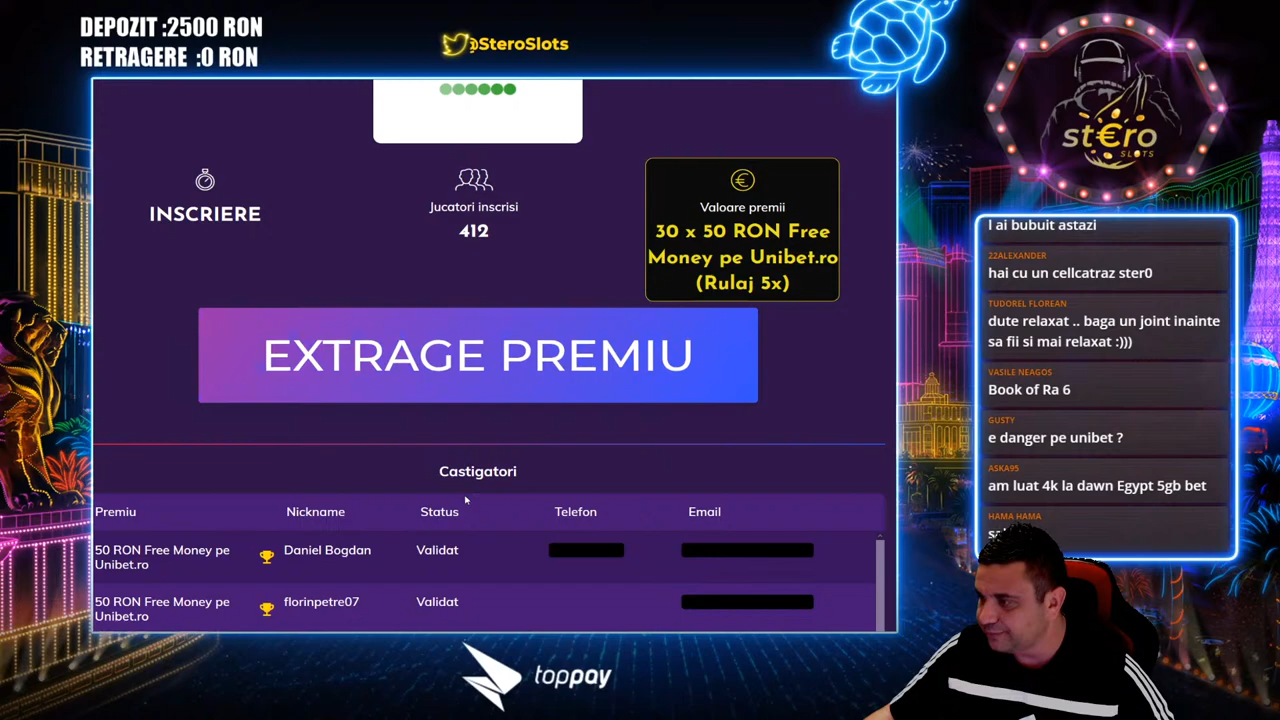 DEPOZIT :2500 RON
RETRAGERE :0 RON
@SteroSlots
INSCRIERE
Jucatori inscrisi
412
Valoare premii
30 x 50 RON Free
Money pe Unibet.ro
(Rulaj 5x)
EXTRAGE PREMIU
Castigatori
Premiu Nickname Status Telefon Email
50 RON Free Money pe
Unibet.ro
Daniel Bogdan Validat
50 RON Free Money pe
Unibet.ro
florinpetre07 Validat
toppay
st€ro
SLOTS
l ai bubuit astazi
22ALEXANDER
hai cu un cellcatraz ster0
TUDOREL FLOREAN
dute relaxat .. baga un joint inainte
sa fii si mai relaxat :)))
VASILE NEAGOS
Book of Ra 6
GUSTY
e danger pe unibet ?
ASKA95
am luat 4k la dawn Egypt 5gb bet
HAMA HAMA